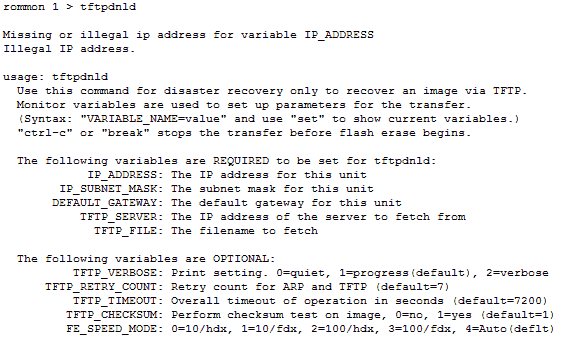 rommon 1 > tftpdnld
Missing or illegal ip address for variable IP_ADDRESS
Illegal IP address.
usage: tftpdnld
Use this command for disaster recovery only to recover an image via TFTP.
Monitor variables are used to set up parameters for the transfer.
(Syntax: "VARIABLE_NAME=value" and use "set" to show current variables.)
"ctrl-c" or "break" stops the transfer before flash erase begins.
The following variables are REQUIRED to be set for tftpdnld:
IP_ADDRESS: The IP address for this unit
IP_SUBNET_MASK: The subnet mask for this unit
DEFAULT_GATEWAY: The default gateway for this unit
TFTP_SERVER: The IP address of the server to fetch from
TFTP_FILE: The filename to fetch
The following variables are OPTIONAL:
TFTP_VERBOSE: Print setting. 0=quiet, 1=progress(default), 2=verbose
TFTP_RETRY_COUNT: Retry count for ARP and TFTP (default=7)
TFTP_TIMEOUT: Overall timeout of operation in seconds (default=7200)
TFTP_CHECKSUM: Perform checksum test on image, 0=no, 1=yes (default=1)
FE_SPEED_MODE: 0=10/hdx, 1=10/fdx, 2=100/hdx, 3=100/fdx, 4=Auto(deflt)